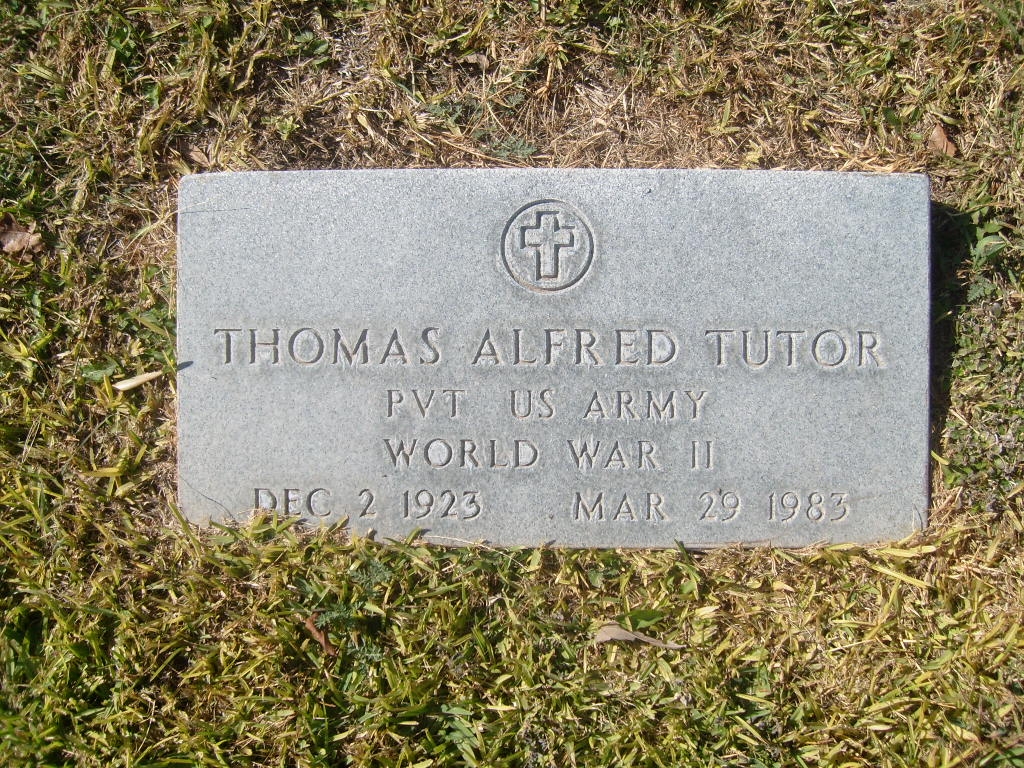 THOMAS ALFRED TUTOR
PVT US ARMY
WORLD WAR II
DEC 2 1923 MAR 29 1983